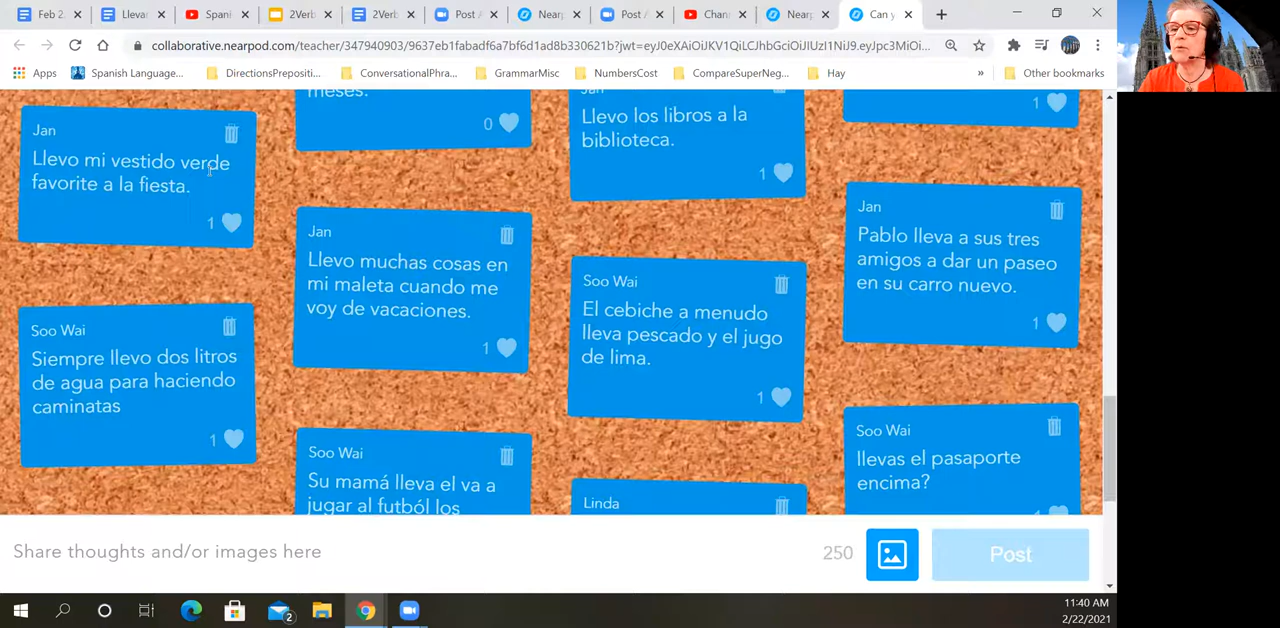 Feb 2.
Llevar
Spani
2Verb
2Verb
Post A
Nearp
Post A
Chan
Nearp
Can y
collaborative.nearpod.com/teacher/347940903/9637eb1fabadf6a7bf6d1ad8b330621b?jwt=eyJ0eXAiOiJKV1QiLCJhbGciOiJIUzI1NiJ9.eyJpc3MiOi...
Apps
Spanish Language...
DirectionsPrepositi...
ConversationalPhra...
GrammarMisc
NumbersCost
CompareSuperNeg...
Hay
»
Other bookmarks
Jan
Llevo mi vestido verde
favorite a la fiesta.
1
Soo Wai
Siempre llevo dos litros
de agua para haciendo
caminatas
1
meses.
0
Jan
Llevo muchas cosas en
mi maleta cuando me
voy de vacaciones.
1
Soo Wai
Su mamá lleva el va a
jugar al futból los
Jan
Llevo los libros a la
biblioteca.
1
Soo Wai
El cebiche a menudo
lleva pescado y el jugo
de lima.
1
Linda
1
Jan
Pablo lleva a sus tres
amigos a dar un paseo
en su carro nuevo.
1
Soo Wai
llevas el pasaporte
encima?
Share thoughts and/or images here
250
Post
2
11:40 AM
2/22/2021